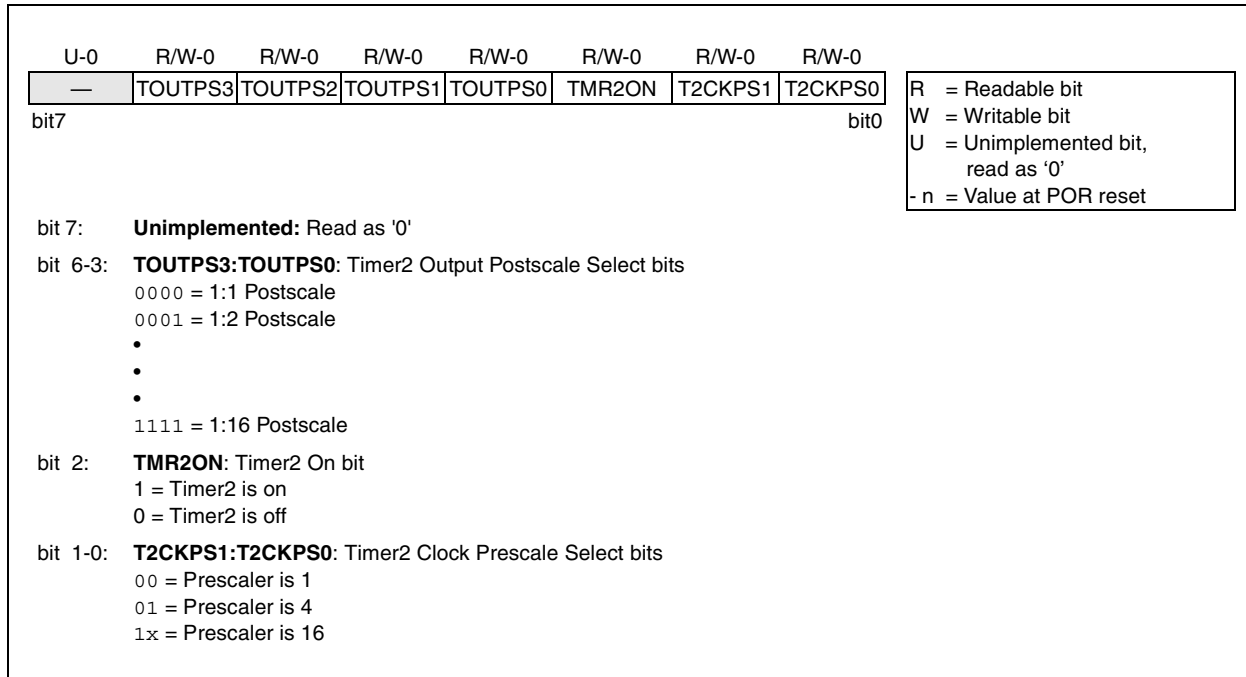 U-0 R/W-0 R/W-0 R/W-0 R/W-0 R/W-0 R/W-0 R/W-0
— TOUTPS3 TOUTPS2 TOUTPS1 TOUTPS0 TMR2ON T2CKPS1 T2CKPS0
bit7 bit0
R = Readable bit
W = Writable bit
U = Unimplemented bit,
read as ‘0’
- n = Value at POR reset
bit 7: Unimplemented: Read as '0'
bit 6-3: TOUTPS3:TOUTPS0: Timer2 Output Postscale Select bits
0000 = 1:1 Postscale
0001 = 1:2 Postscale
•
•
•
1111 = 1:16 Postscale
bit 2: TMR2ON: Timer2 On bit
1 = Timer2 is on
0 = Timer2 is off
bit 1-0: T2CKPS1:T2CKPS0: Timer2 Clock Prescale Select bits
00 = Prescaler is 1
01 = Prescaler is 4
1x = Prescaler is 16